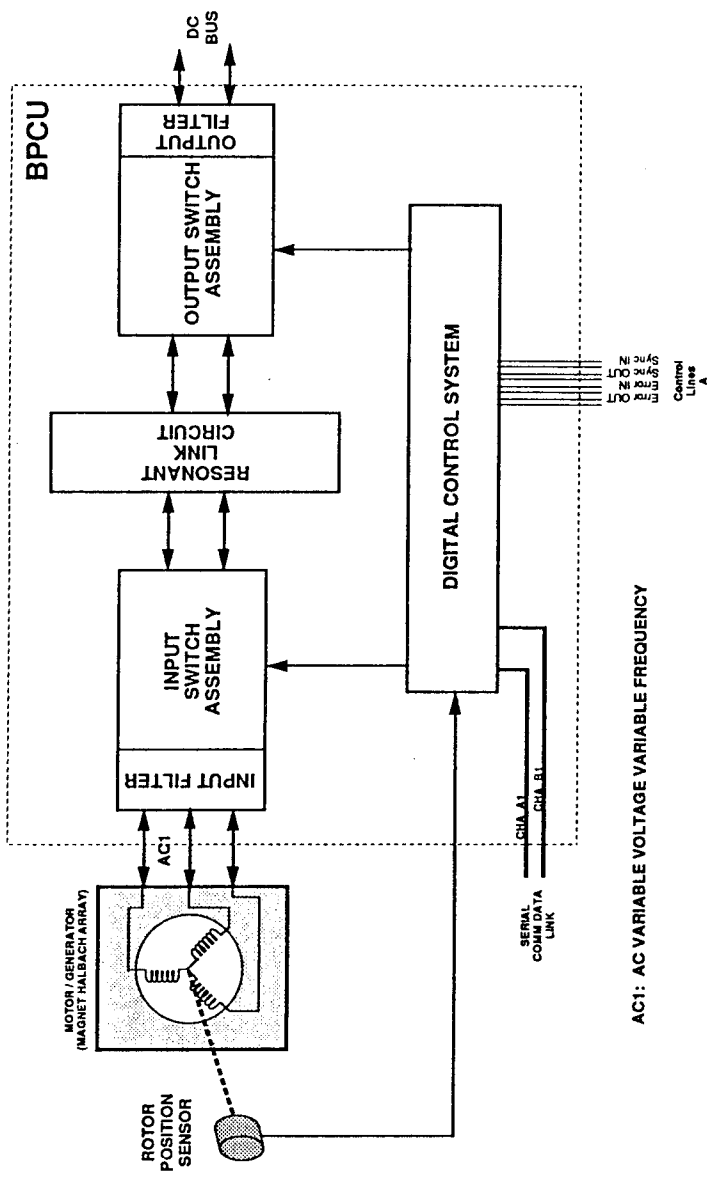 BPCU
DC
BUS
OUTPUT
FILTER
OUTPUT SWITCH
ASSEMBLY
RESONANT
LINK
CIRCUIT
INPUT
SWITCH
ASSEMBLY
INPUT FILTER
AC1
MOTOR / GENERATOR
(MAGNET HALBACH ARRAY)
ROTOR
POSITION
SENSOR
DIGITAL CONTROL SYSTEM
CHA A1
CHA B1
SERIAL
COMM DATA
LINK
Error OUT
Error IN
Sync OUT
Sync IN
Control
Lines
A
AC1: AC VARIABLE VOLTAGE VARIABLE FREQUENCY